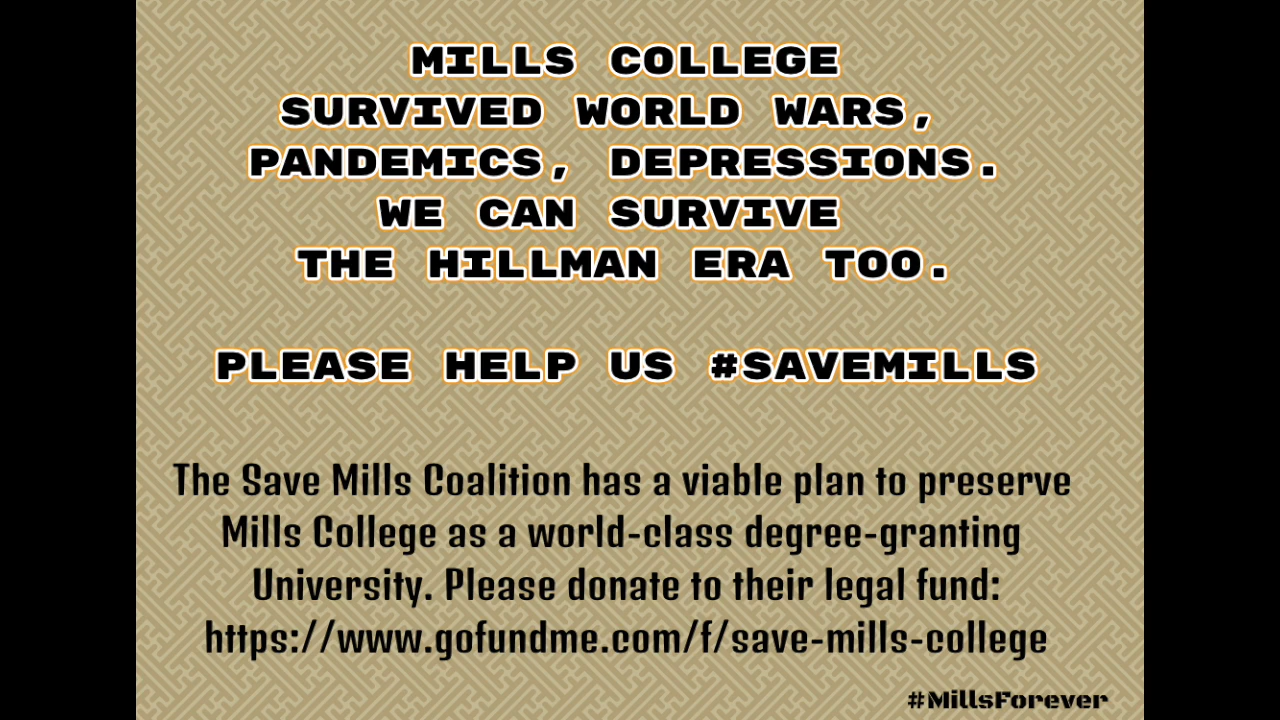 MILLS COLLEGE
SURVIVED WORLD WARS,
PANDEMICS, DEPRESSIONS.
WE CAN SURVIVE
THE HILLMAN ERA TOO.
PLEASE HELP US #SAVEMILLS
The Save Mills Coalition has a viable plan to preserve
Mills College as a world-class degree-granting
University. Please donate to their legal fund:
https://www.gofundme.com/f/save-mills-college
#MillsForever